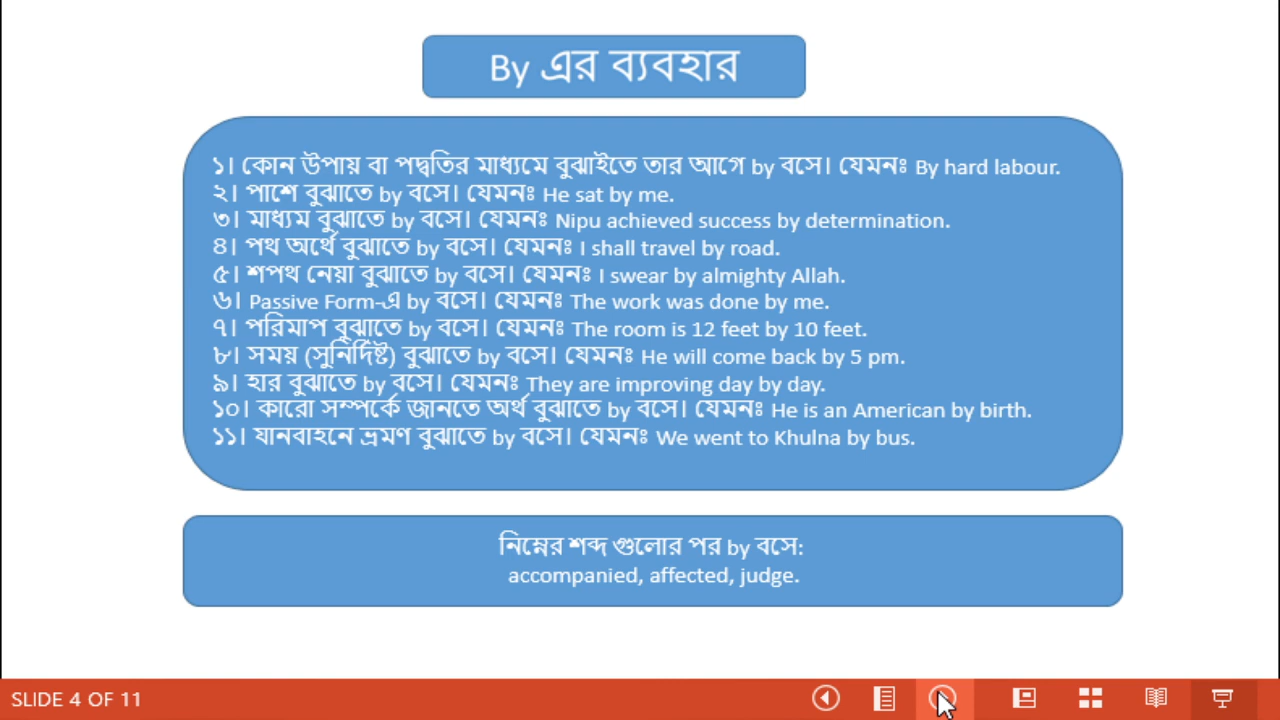 By এর ব্যবহার
১। কোন উপায় বা পদ্বতির মাধ্যমে বুঝাইতে তার আগে by বসে। যেমনঃ By hard labour.
২। পাশে বুঝাতে by বসে। যেমনঃ He sat by me.
৩। মাধ্যম বুঝাতে by বসে। যেমনঃ Nipu achieved success by determination.
৪। পথ অর্থে বুঝাতে by বসে। যেমনঃ I shall travel by road.
৫। শপথ নেয়া বুঝাতে by বসে। যেমনঃ I swear by almighty Allah.
৬। Passive Form-এ by বসে। যেমনঃ The work was done by me.
৭। পরিমাপ বুঝাতে by বসে। যেমনঃ The room is 12 feet by 10 feet.
৮। সময় (সুনির্দিষ্ট) বুঝাতে by বসে। যেমনঃ He will come back by 5 pm.
৯। হার বুঝাতে by বসে। যেমনঃ They are improving day by day.
১০। কারো সম্পর্কে জানতে অর্থ বুঝাতে by বসে। যেমনঃ He is an American by birth.
১১। যানবাহনে ভ্রমণ বুঝাতে by বসে। যেমনঃ We went to Khulna by bus.
নিম্নের শব্দ গুলোর পর by বসে:
accompanied, affected, judge.
SLIDE 4 OF 11